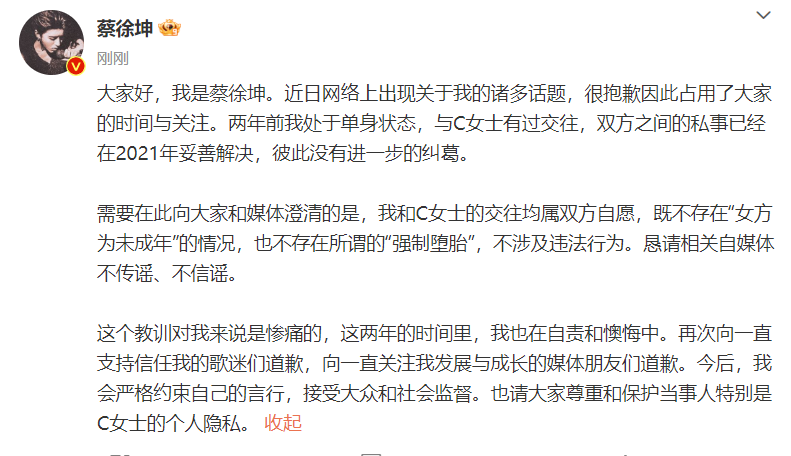 蔡徐坤
刚刚
大家好，我是蔡徐坤。近日网络上出现关于我的诸多话题，很抱歉因此占用了大家
的时间与关注。两年前我处于单身状态，与C女士有过交往，双方之间的私事已经
在2021年妥善解决，彼此没有进一步的纠葛。
需要在此向大家和媒体澄清的是，我和C女士的交往均属双方自愿，既不存在“女方
为未成年”的情况，也不存在所谓的“强制堕胎”，不涉及违法行为。恳请相关自媒体
不传谣、不信谣。
这个教训对我来说是惨痛的，这两年的时间里，我也在自责和懊悔中。再次向一直
支持信任我的歌迷们道歉，向一直关注我发展与成长的媒体朋友们道歉。今后，我
会严格约束自己的言行，接受大众和社会监督。也请大家尊重和保护当事人特别是
C女士的个人隐私。 收起